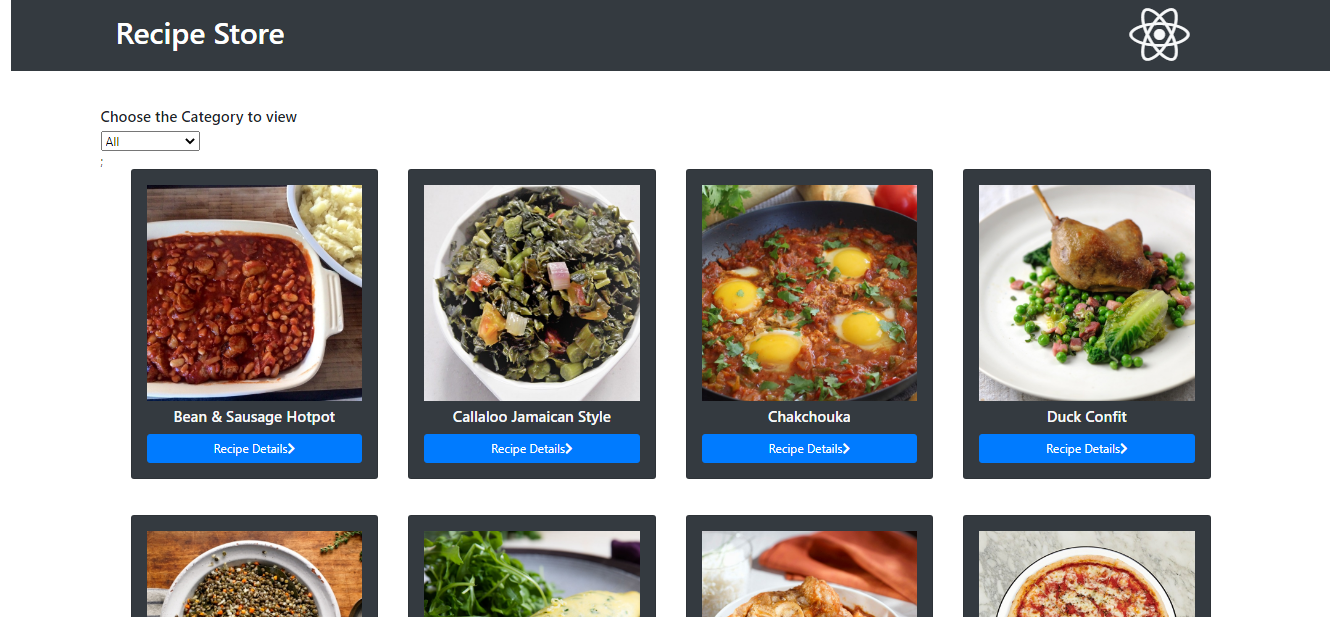 Recipe Store
Choose the Category to view
All
;
Bean & Sausage Hotpot
Callaloo Jamaican Style
Chakchouka
Duck Confit
Recipe Details
Recipe Details
Recipe Details
Recipe Details